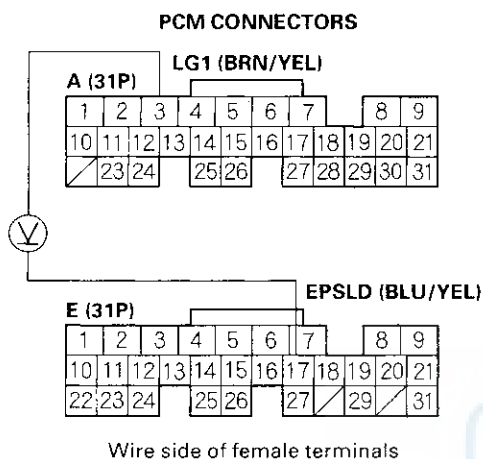 PCM CONNECTORS
LG1 (BRN/YEL)
A (31P)
1 2 3 4 5 6 7 8 9
10 11 12 13 14 15 16 17 18 19 20 21
23 24 25 26 27 28 29 30 31
V
EPSLD (BLU/YEL)
E (31P)
1 2 3 4 5 6 7 8 9
10 11 12 13 14 15 16 17 18 19 20 21
22 23 24 25 26 27 29 31
Wire side of female terminals